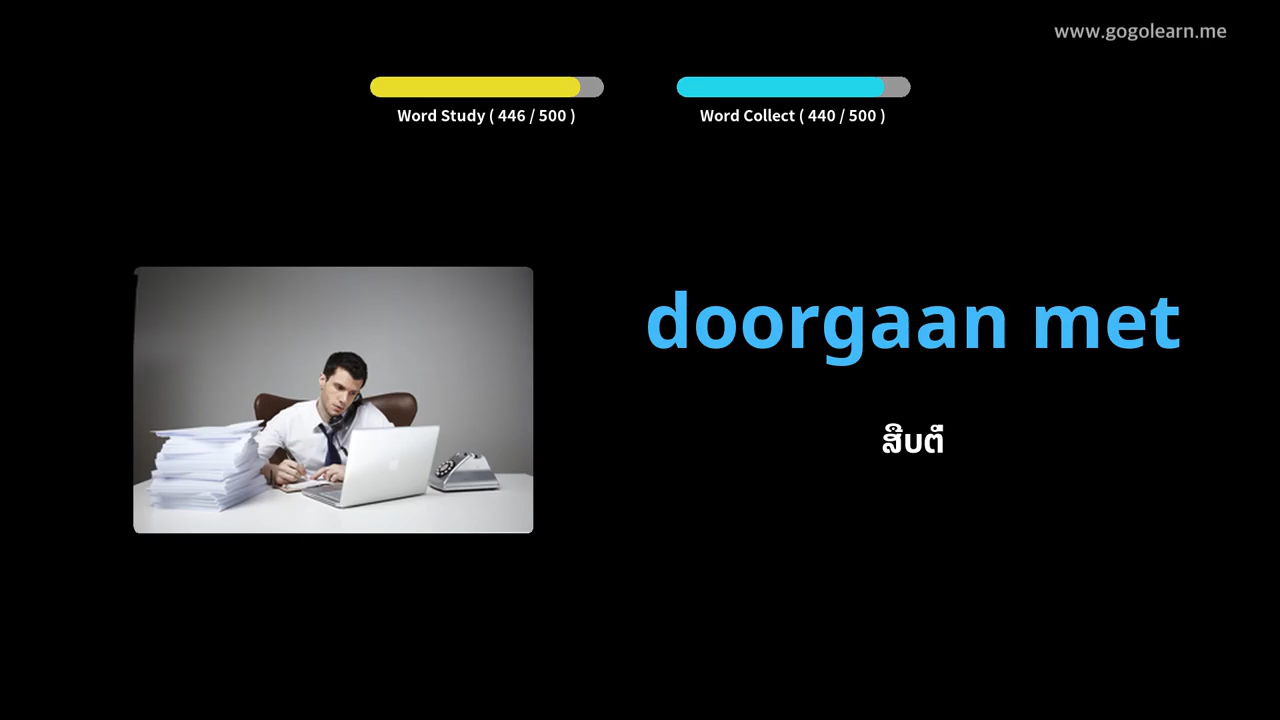 www.gogolearn.me
Word Study ( 446 / 500 )
Word Collect ( 440 / 500 )
doorgaan met
ສືບຕໍ່